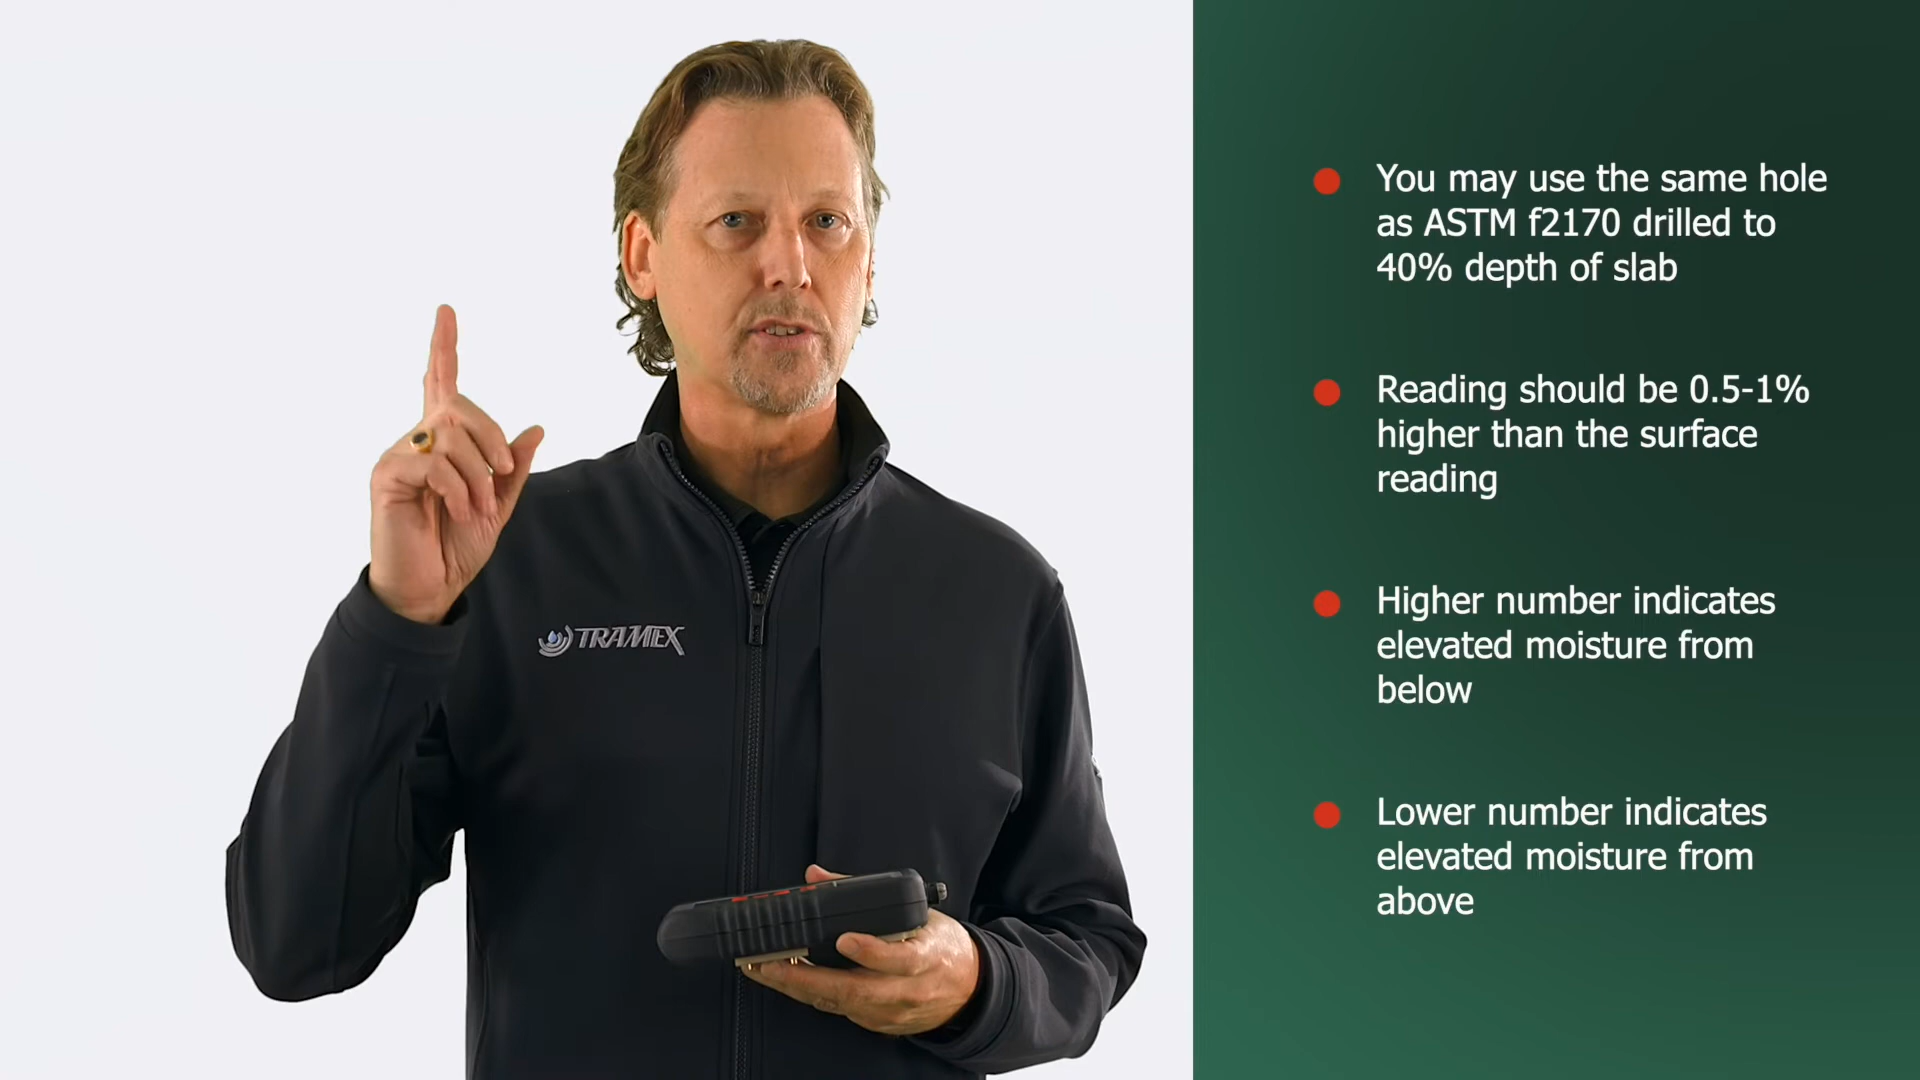 TRAMEX
You may use the same hole
as ASTM f2170 drilled to
40% depth of slab
Reading should be 0.5-1%
higher than the surface
reading
Higher number indicates
elevated moisture from
below
Lower number indicates
elevated moisture from
above